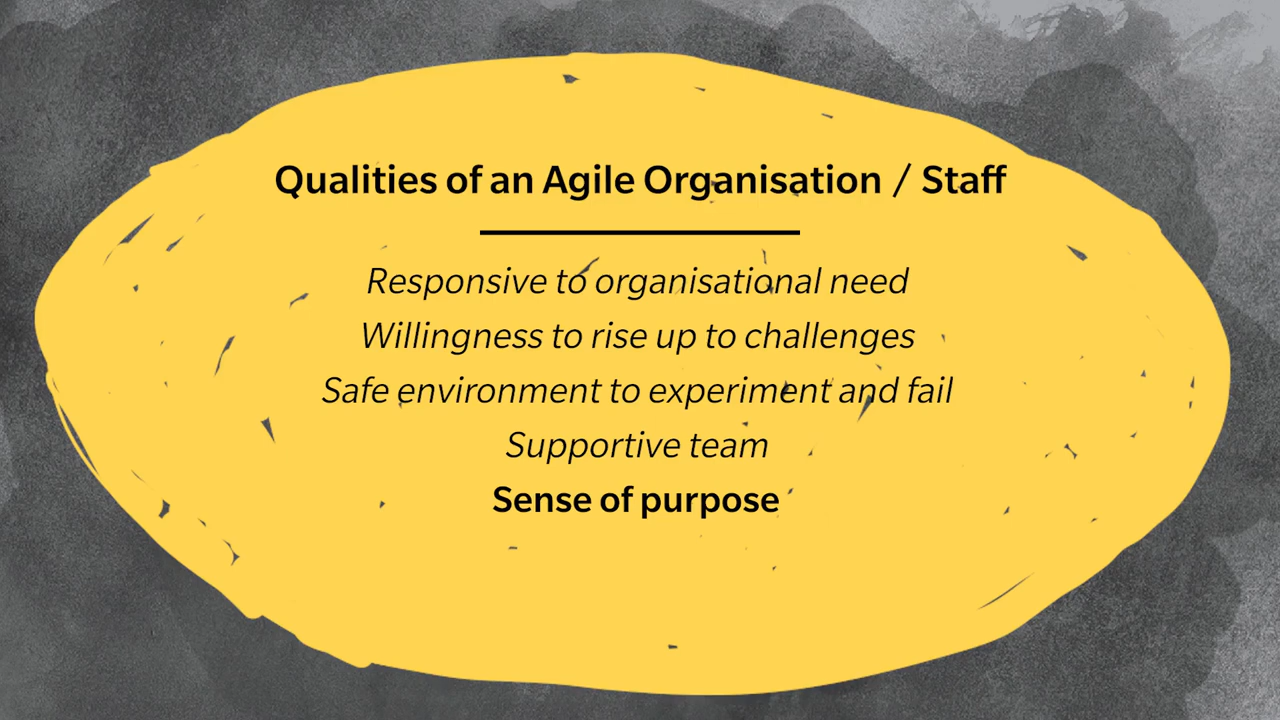 Qualities of an Agile Organisation / Staff
Responsive to organisational need
Willingness to rise up to challenges
Safe environment to experiment and fail
Supportive team
Sense of purpose